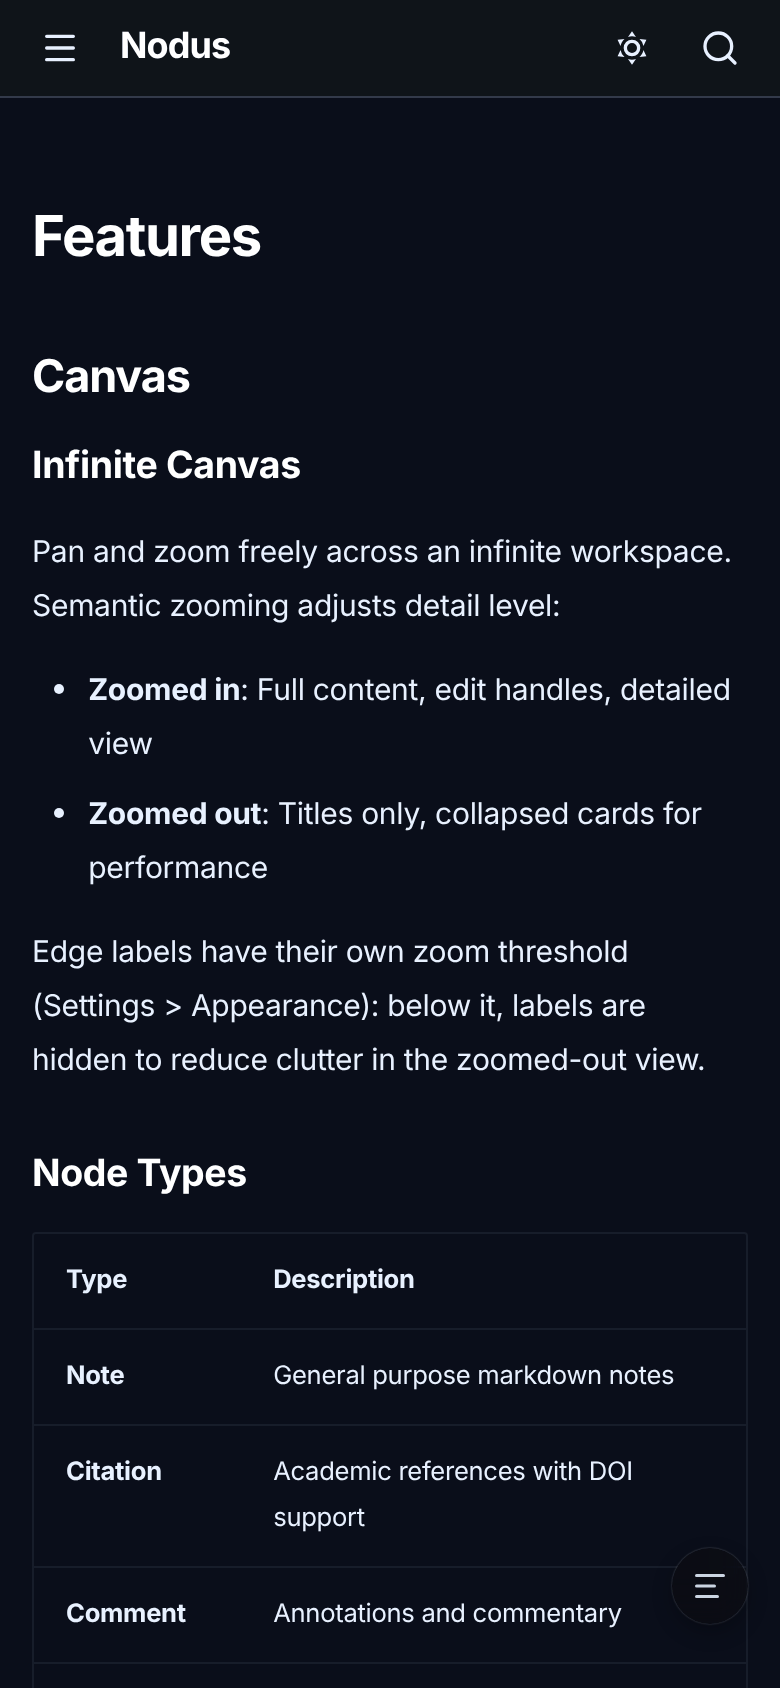 Nodus
Features
Canvas
Infinite Canvas
Pan and zoom freely across an infinite workspace.
Semantic zooming adjusts detail level:
• Zoomed in: Full content, edit handles, detailed
view
• Zoomed out: Titles only, collapsed cards for
performance
Edge labels have their own zoom threshold
(Settings > Appearance): below it, labels are
hidden to reduce clutter in the zoomed-out view.
Node Types
Type Description
Note General purpose markdown notes
Citation Academic references with DOI
support
Comment Annotations and commentary